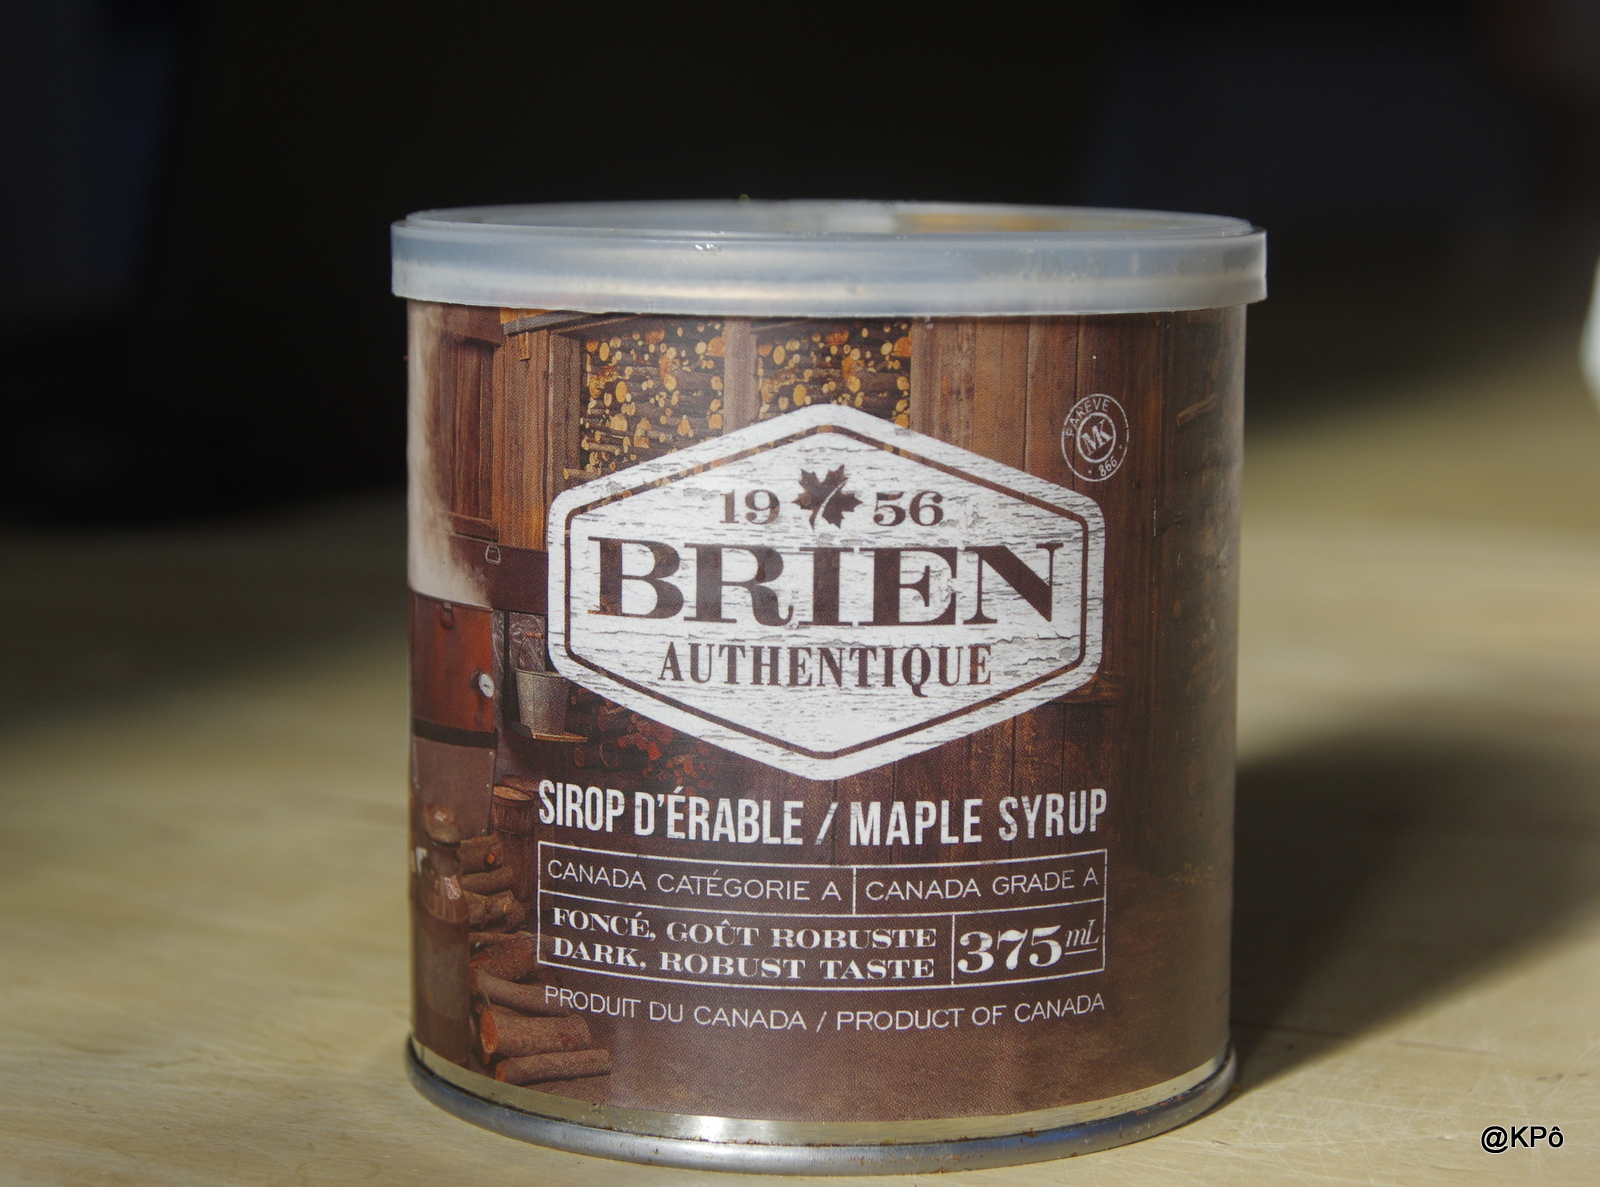 PARÈVE
MK
866
19 56
BRIEN
AUTHENTIQUE
SIROP D'ÉRABLE / MAPLE SYRUP
CANADA CATÉGORIE A CANADA GRADE A
FONCÉ, GOÛT ROBUSTE
DARK, ROBUST TASTE 375 mL
PRODUIT DU CANADA / PRODUCT OF CANADA
@KPô